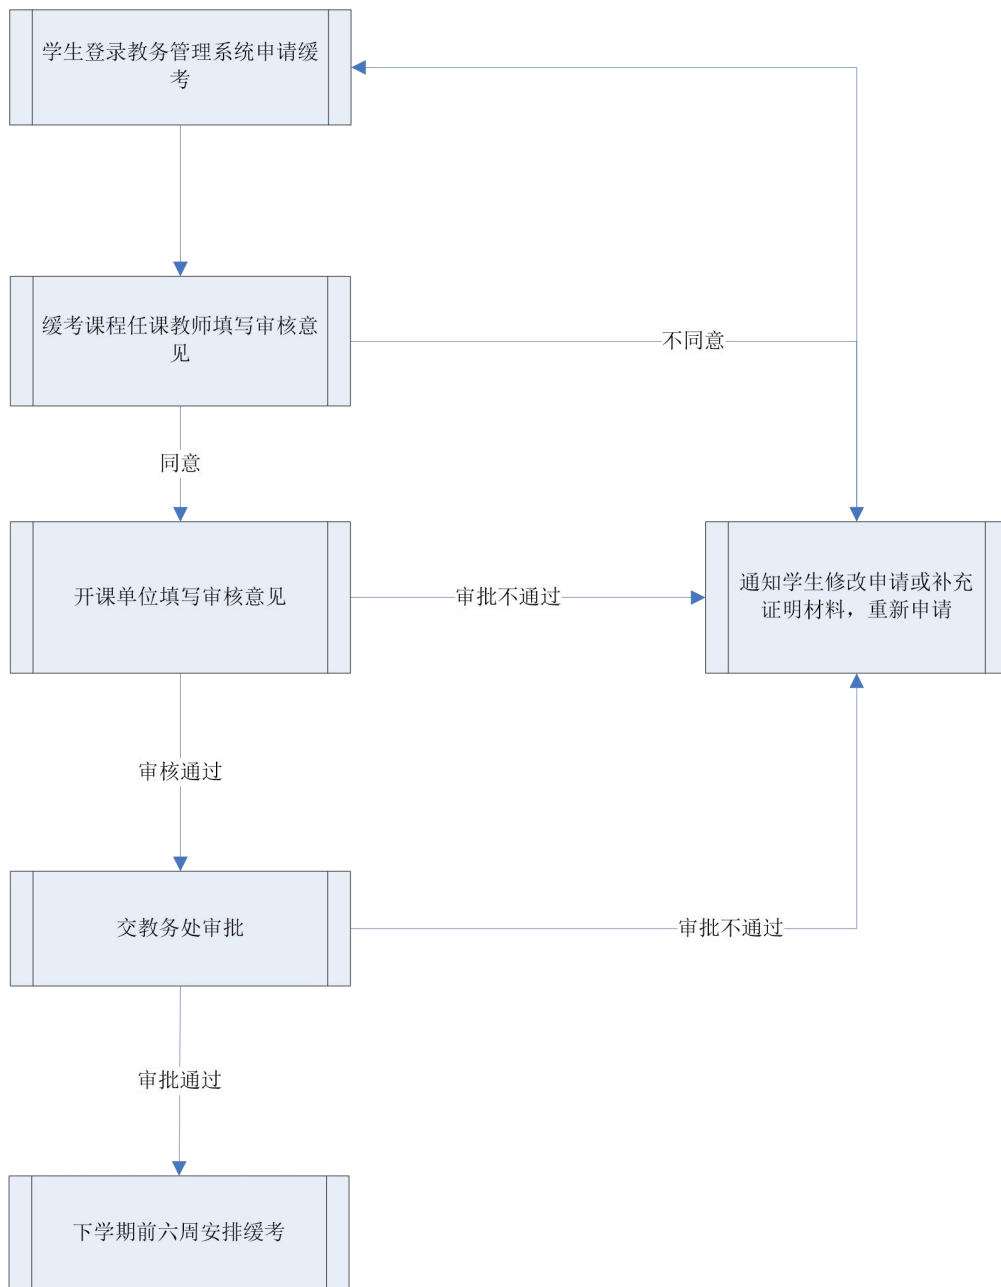 学生登录教务管理系统申请缓
考
缓考课程任课教师填写审核意
见
不同意
同意
开课单位填写审核意见
审批不通过
通知学生修改申请或补充
证明材料，重新申请
审核通过
交教务处审批
审批不通过
审批通过
下学期前六周安排缓考